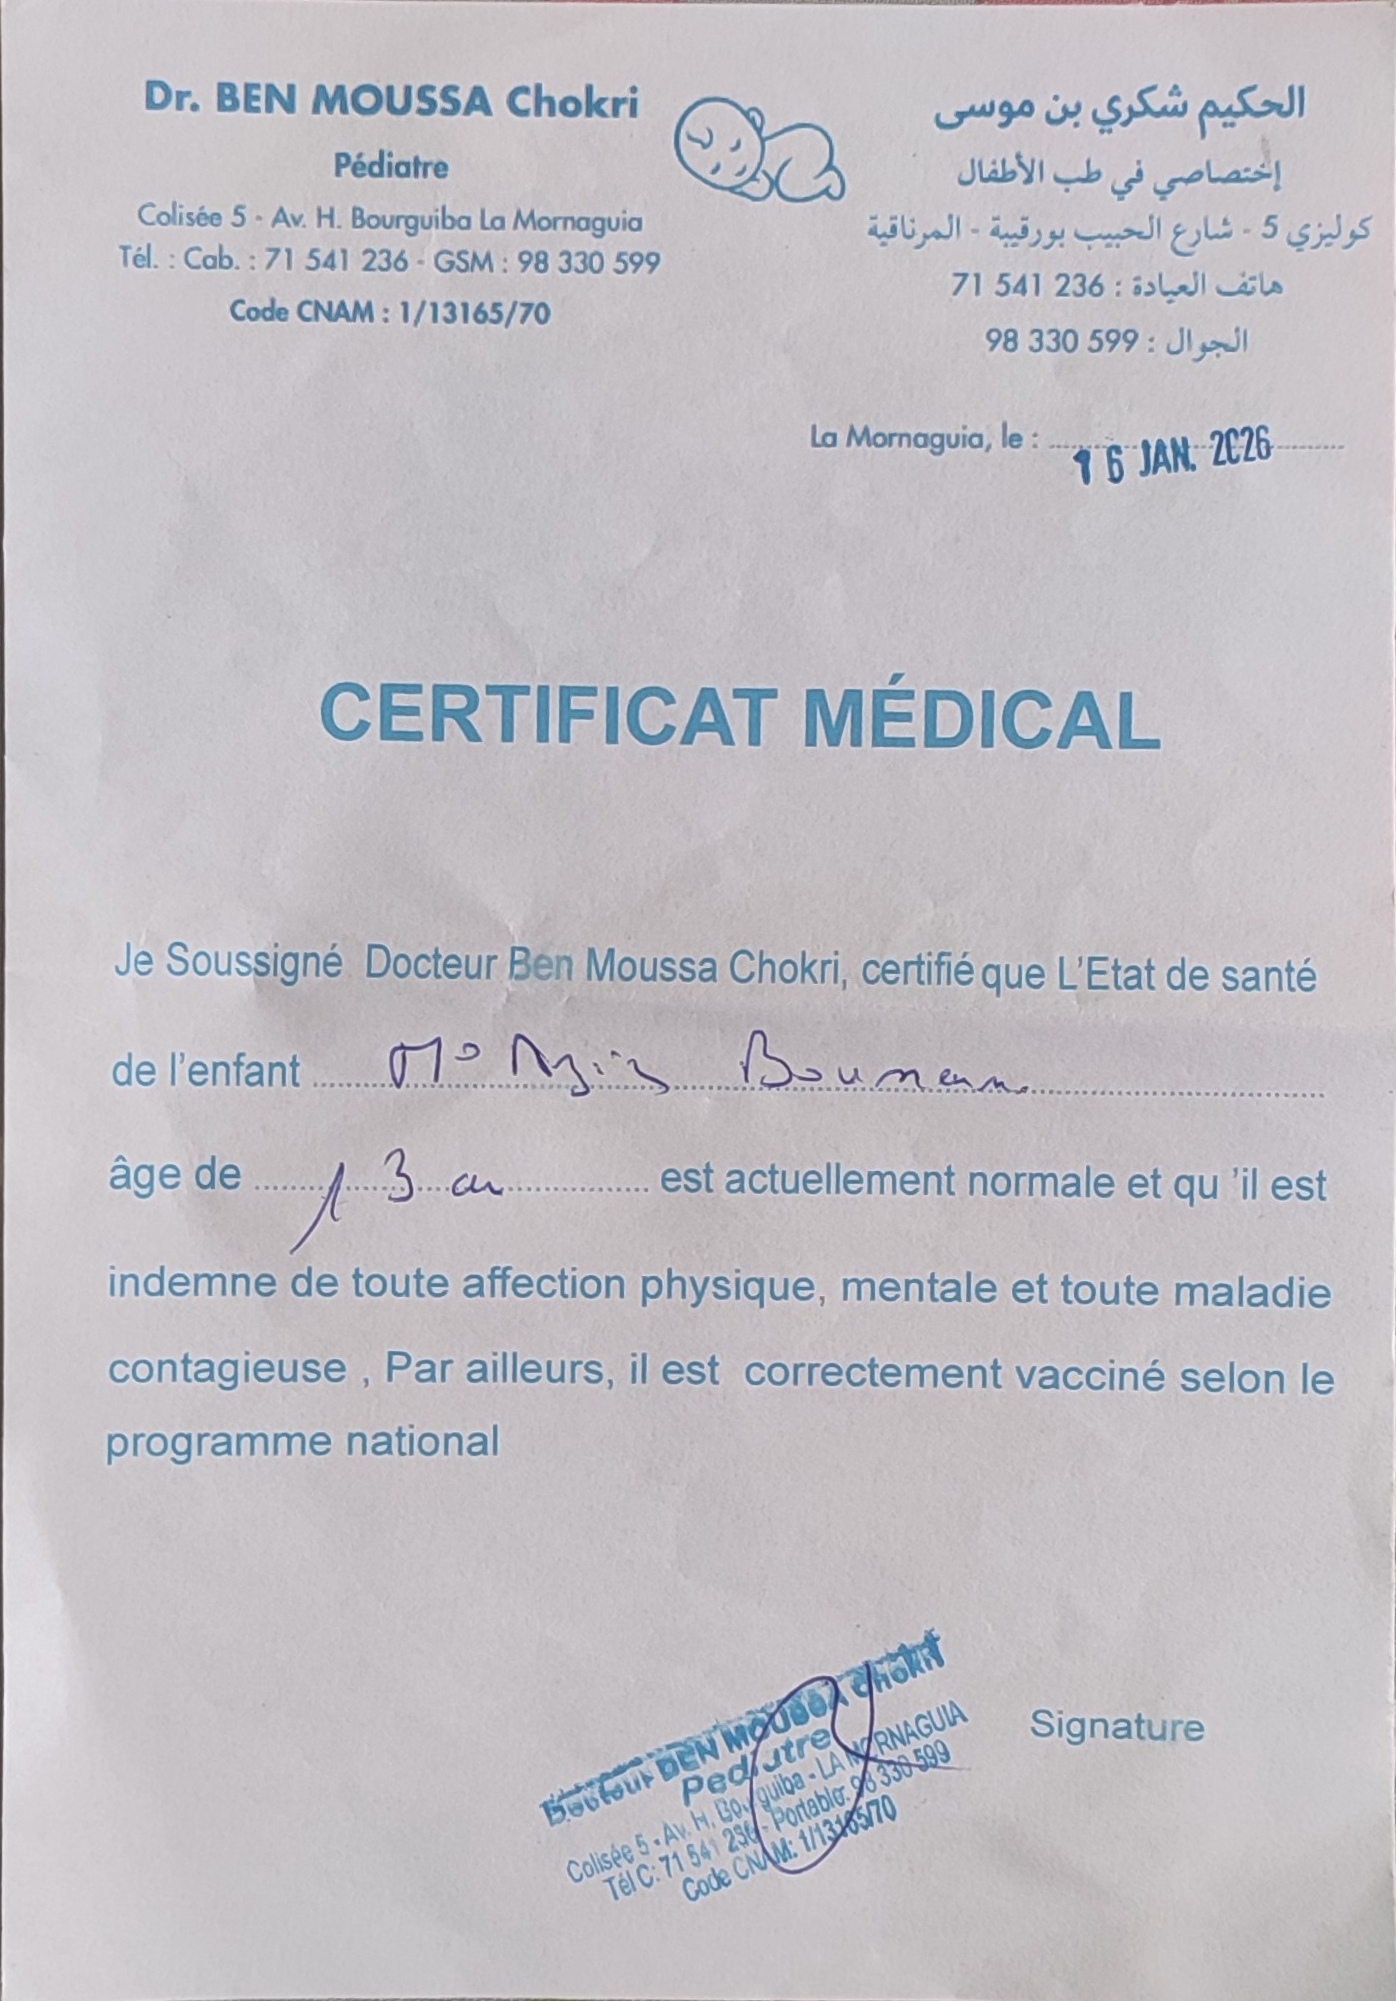 Dr. BEN MOUSSA Chokri
Pédiatre
Colisée 5 - Av. H. Bourguiba La Mornaguia
Tél. : Cab. : 71 541 236 - GSM : 98 330 599
Code CNAM : 1/13165/70
الحكيم شكري بن موسى
إختصاصي في طب الأطفال
كوليزي 5 - شارع الحبيب بورقيبة - المرناقية
هاتف العيادة : 71 541 236
الجوال : 98 330 599
La Mornaguia, le : 16 JAN. 2026
CERTIFICAT MÉDICAL
Je Soussigné Docteur Ben Moussa Chokri, certifié que L'Etat de santé
de l'enfant
âge de 13 an est actuellement normale et qu 'il est
indemne de toute affection physique, mentale et toute maladie
contagieuse , Par ailleurs, il est correctement vacciné selon le
programme national
Signature
Docteur BEN MOUSSA Chokri
Pediatre
Colisée 5 - Av. H. Bourguiba - LA MORNAGUIA
Tél C: 71 541 236 - Portable: 98 330 599
Code CNAM: 1/13165/70